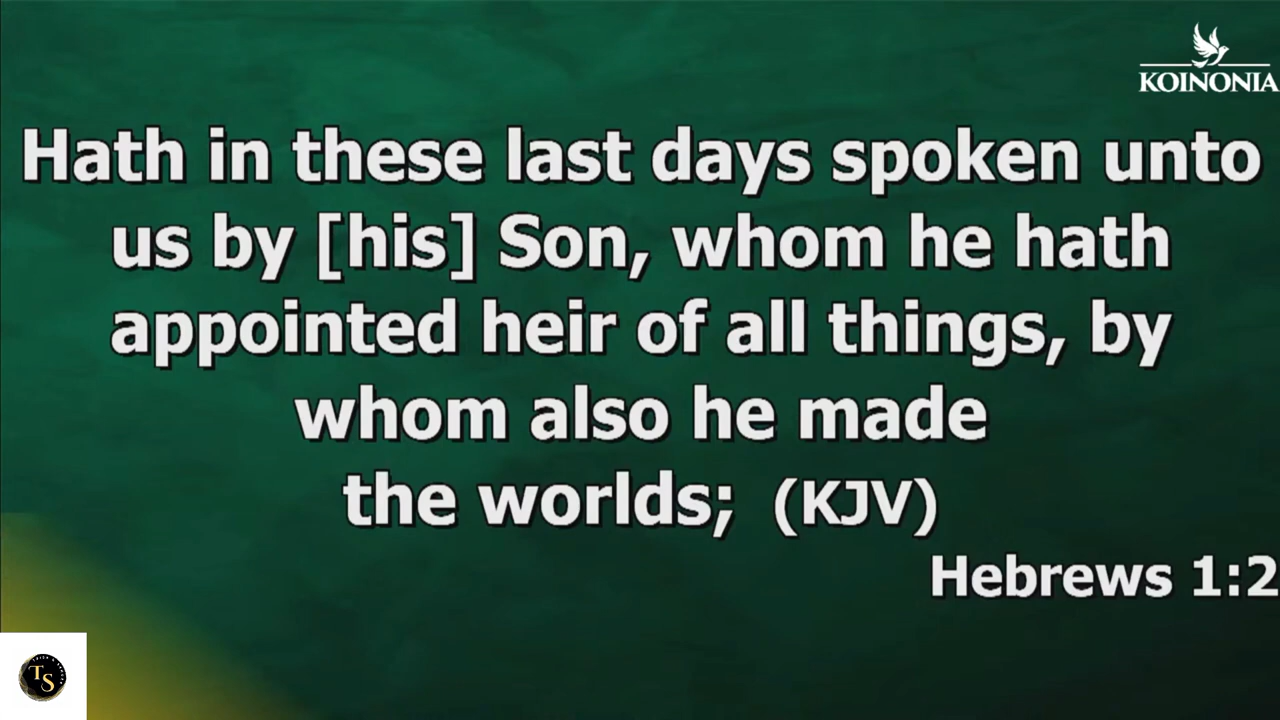 KOINONIA
Hath in these last days spoken unto
us by [his] Son, whom he hath
appointed heir of all things, by
whom also he made
the worlds; (KJV)
Hebrews 1:2
TS